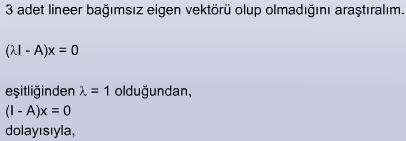 3 adet lineer bağımsız eigen vektörü olup olmadığını araştıralım.
(λI - A)x = 0
eşitliğinden λ = 1 olduğundan,
(I - A)x = 0
dolayısıyla,